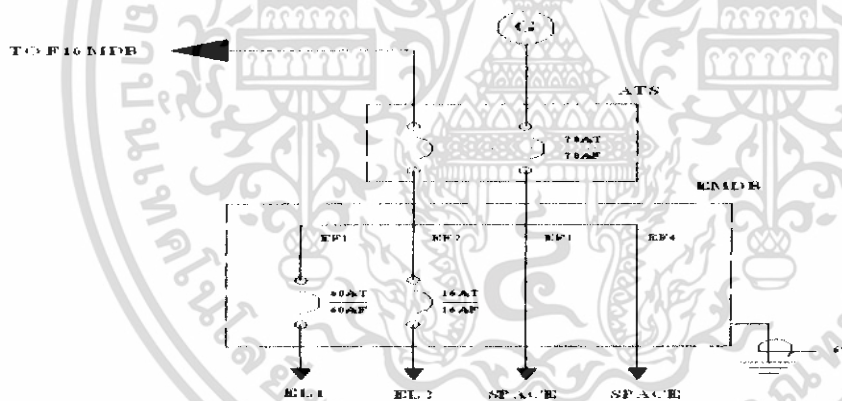 TO F16 MDB
G
ATS
70AT
70AF
EMDB
EF1
EF2
EF3
EF4
60AT
60AF
16AT
16AF
EL1
EL2
SPACE
SPACE